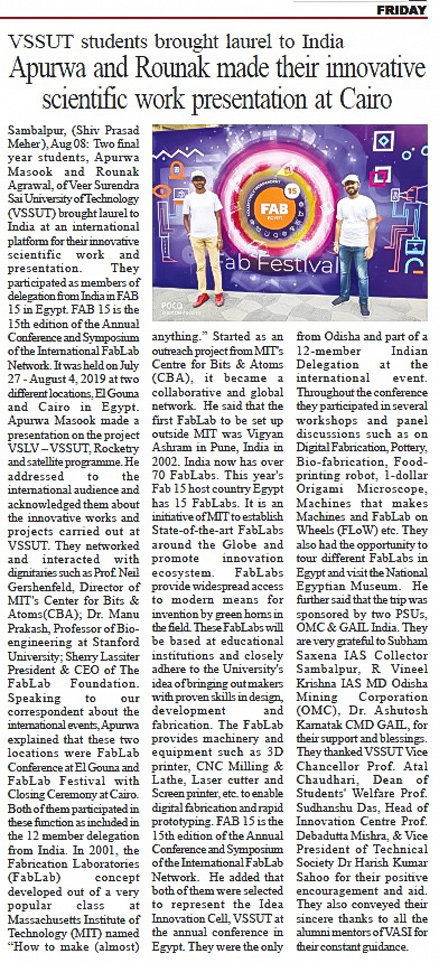 FRIDAY
VSSUT students brought laurel to India
Apurwa and Rounak made their innovative
scientific work presentation at Cairo
Sambalpur, (Shiv Prasad
Meher), Aug 08: Two final
year students, Apurwa
Masook and Rounak
Agrawal, of Veer Surendra
Sai University of Technology
(VSSUT) brought laurel to
India at an international
platform for their innovative
scientific work and
presentation. They
participated as members of
delegation from India in FAB
15 in Egypt. FAB 15 is the
15th edition of the Annual
Conference and Symposium
of the International FabLab
Network. It was held on July
27 - August 4, 2019 at two
different locations, El Gouna
and Cairo in Egypt.
Apurwa Masook made a
presentation on the project
VSLV – VSSUT, Rocketry
and satellite programme. He
addressed to the
international audience and
acknowledged them about
the innovative works and
projects carried out at
VSSUT. They networked
and interacted with
dignitaries such as Prof. Neil
Gershenfeld, Director of
MIT's Center for Bits &
Atoms(CBA); Dr. Manu
Prakash, Professor of Bio-
engineering at Stanford
University; Sherry Lassiter
President & CEO of The
FabLab Foundation.
Speaking to our
correspondent about the
international events, Apurwa
explained that these two
locations were FabLab
Conference at El Gouna and
FabLab Festival with
Closing Ceremony at Cairo.
Both of them participated in
these function as included in
the 12 member delegation
from India. In 2001, the
Fabrication Laboratories
(FabLab) concept
developed out of a very
popular class at
Massachusetts Institute of
Technology (MIT) named
“How to make (almost)
15
FAB
EGYPT
Fab Festival
POCO
anything.” Started as an
outreach project from MIT's
Centre for Bits & Atoms
(CBA), it became a
collaborative and global
network. He said that the
first FabLab to be set up
outside MIT was Vigyan
Ashram in Pune, India in
2002. India now has over
70 FabLabs. This year's
Fab 15 host country Egypt
has 15 FabLabs. It is an
initiative of MIT to establish
State-of-the-art FabLabs
around the Globe and
promote innovation
ecosystem. FabLabs
provide widespread access
to modern means for
invention by green horns in
the field. These FabLabs will
be based at educational
institutions and closely
adhere to the University's
idea of bringing out makers
with proven skills in design,
development and
fabrication. The FabLab
provides machinery and
equipment such as 3D
printer, CNC Milling &
Lathe, Laser cutter and
Screen printer, etc. to enable
digital fabrication and rapid
prototyping. FAB 15 is the
15th edition of the Annual
Conference and Symposium
of the International FabLab
Network. He added that
both of them were selected
to represent the Idea
Innovation Cell, VSSUT at
the annual conference in
Egypt. They were the only
from Odisha and part of a
12-member Indian
Delegation at the
international event.
Throughout the conference
they participated in several
workshops and panel
discussions such as on
Digital Fabrication, Pottery,
Bio-fabrication, Food-
printing robot, 1-dollar
Origami Microscope,
Machines that makes
Machines and FabLab on
Wheels (FLoW) etc. They
also had the opportunity to
tour different FabLabs in
Egypt and visit the National
Egyptian Museum. He
further said that the trip was
sponsored by two PSUs,
OMC & GAIL India. They
are very grateful to Subham
Saxena IAS Collector
Sambalpur, R Vineel
Krishna IAS MD Odisha
Mining Corporation
(OMC), Dr. Ashutosh
Karnatak CMD GAIL, for
their support and blessings.
They thanked VSSUT Vice
Chancellor Prof. Atal
Chaudhari, Dean of
Students' Welfare Prof.
Sudhanshu Das, Head of
Innovation Centre Prof.
Debadutta Mishra, & Vice
President of Technical
Society Dr Harish Kumar
Sahoo for their positive
encouragement and aid.
They also conveyed their
sincere thanks to all the
alumni mentors of VASI for
their constant guidance.